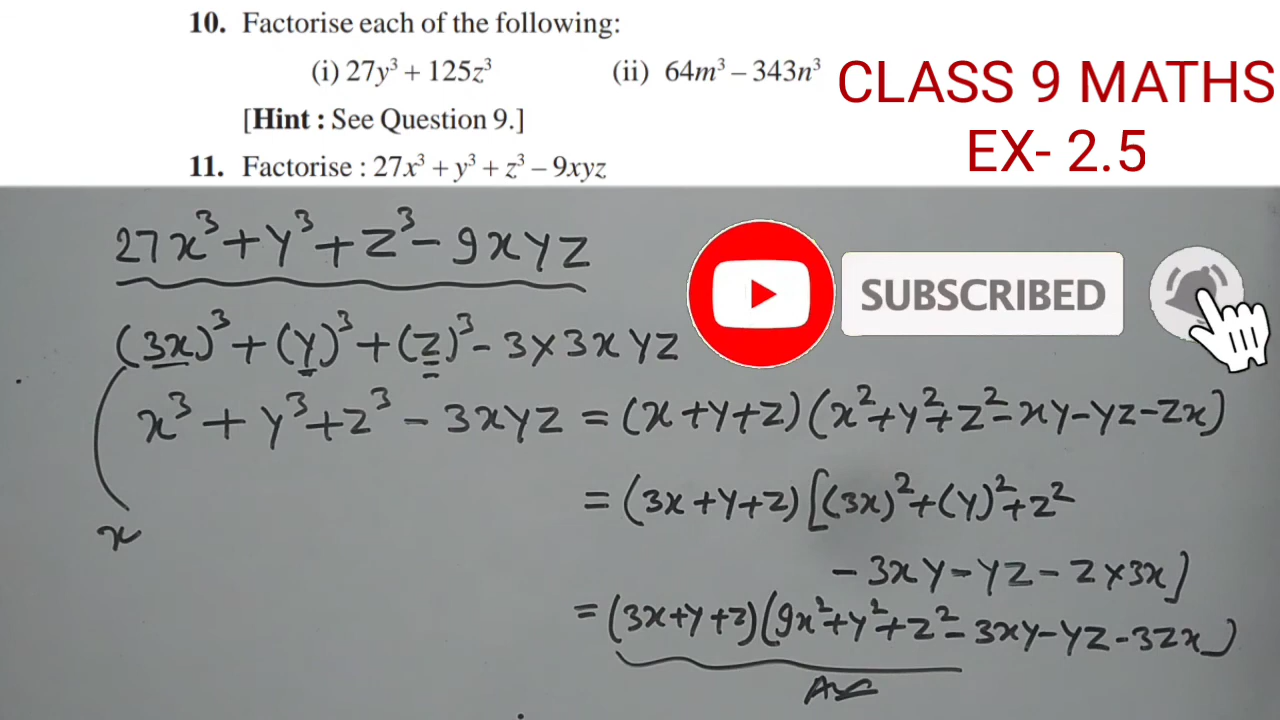 10. Factorise each of the following:
(i) 27y³ + 125z³ (ii) 64m³ – 343n³
[Hint : See Question 9.]
11. Factorise : 27x³ + y³ + z³ – 9xyz
CLASS 9 MATHS
EX- 2.5
27x³+y³+z³-9xyz
SUBSCRIBED
(3x)³+(y)³+(z)³-3×3xyz
x³+y³+z³-3xyz=(x+y+z)(x²+y²+z²-xy-yz-zx)
=(3x+y+z)[(3x)²+(y)²+z²
x
-3xy-yz-z×3x]
=(3x+y+z)(9x²+y²+z²-3xy-yz-3zx)